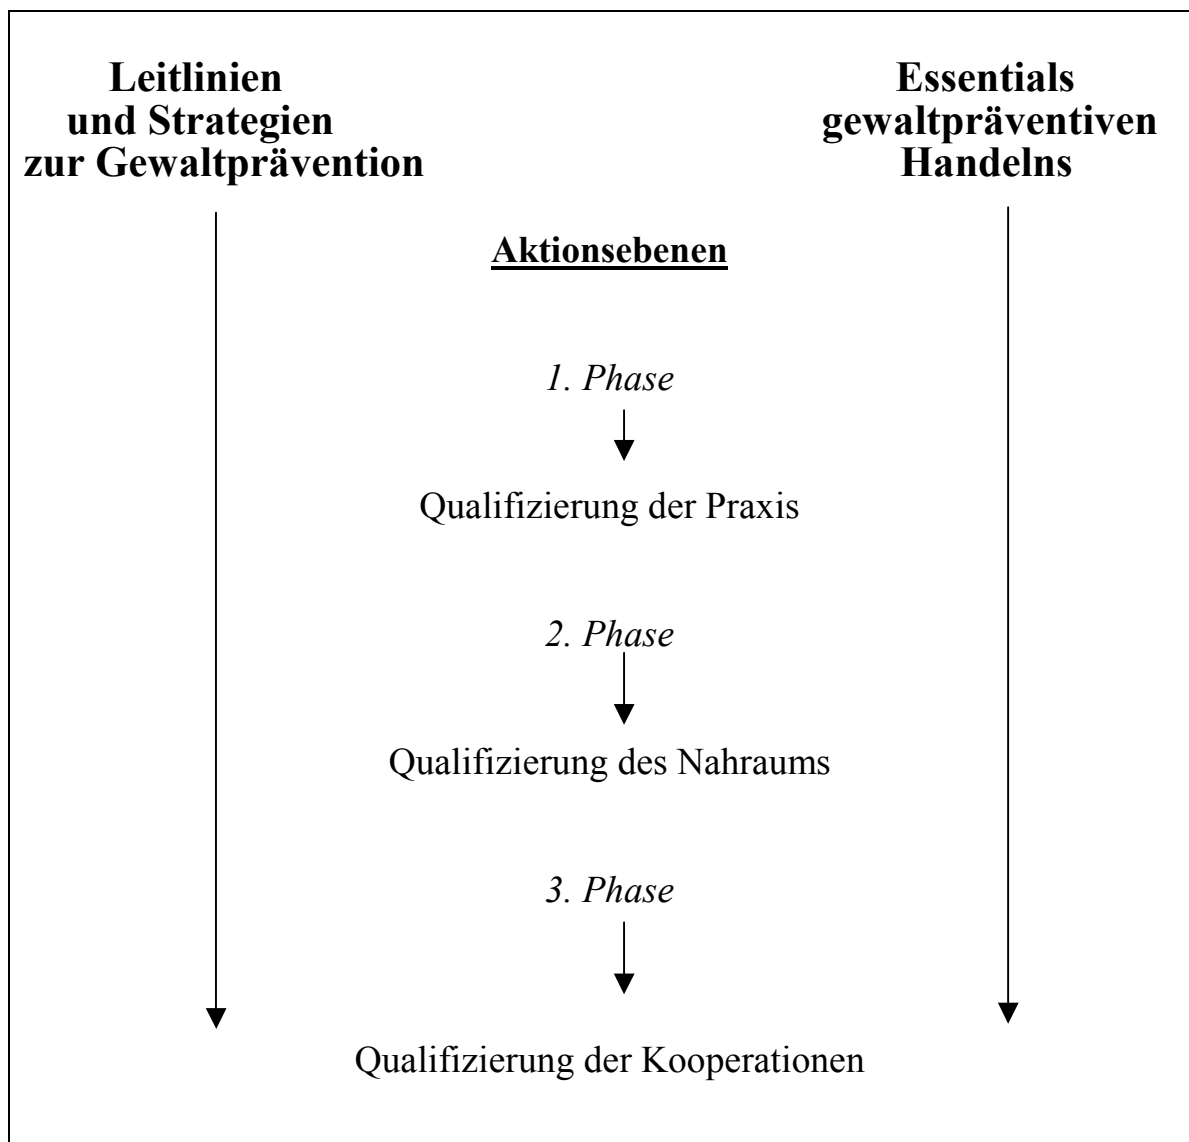 Leitlinien
und Strategien
zur Gewaltprävention
Essentials
gewaltpräventiven
Handelns
Aktionsebenen
1. Phase
Qualifizierung der Praxis
2. Phase
Qualifizierung des Nahraums
3. Phase
Qualifizierung der Kooperationen